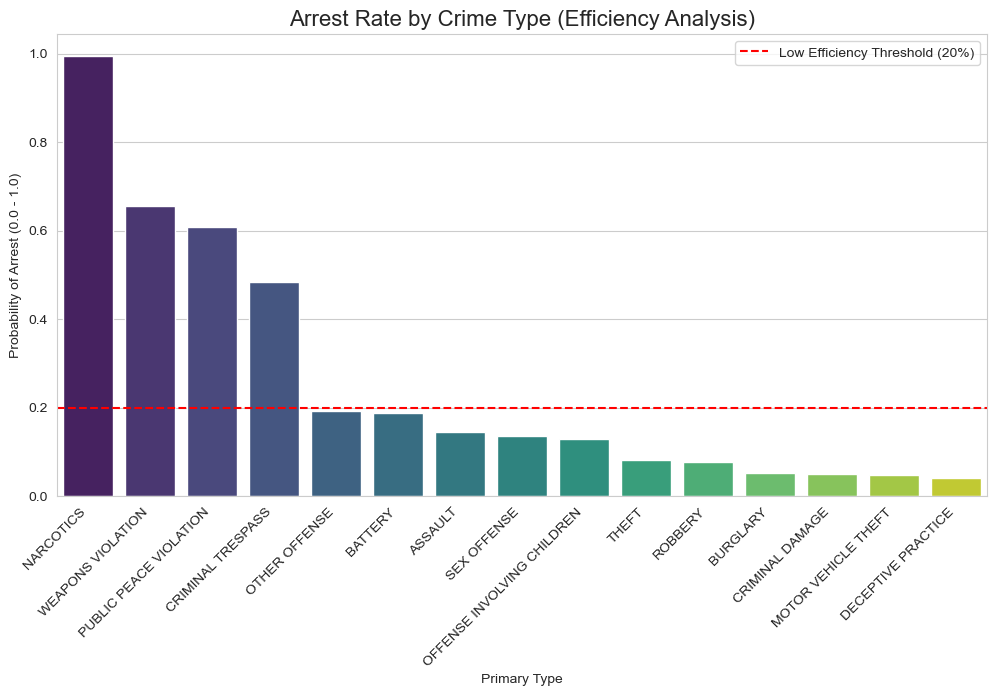 Arrest Rate by Crime Type (Efficiency Analysis)
Low Efficiency Threshold (20%)
Probability of Arrest (0.0 - 1.0)
1.0
0.8
0.6
0.4
0.2
0.0
NARCOTICS
WEAPONS VIOLATION
PUBLIC PEACE VIOLATION
CRIMINAL TRESPASS
OTHER OFFENSE
BATTERY
ASSAULT
SEX OFFENSE
OFFENSE INVOLVING CHILDREN
THEFT
ROBBERY
BURGLARY
CRIMINAL DAMAGE
MOTOR VEHICLE THEFT
DECEPTIVE PRACTICE
Primary Type